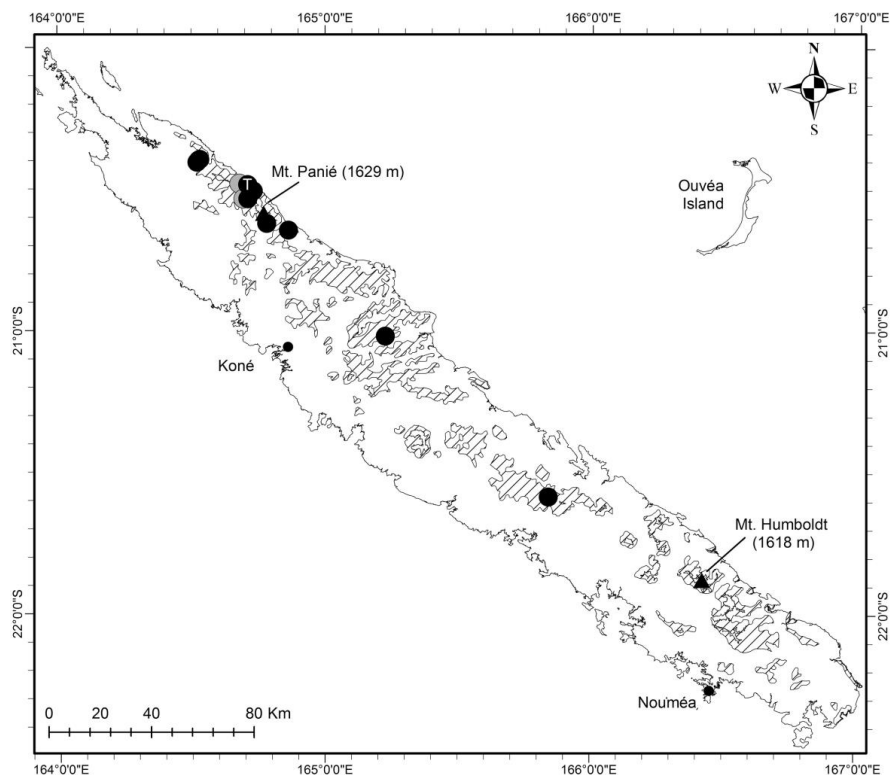 164°0'0"E 165°0'0"E 166°0'0"E 167°0'0"E
N
W E
S
T
Mt. Panié (1629 m)
Ouvéa
Island
21°0'0"S
21°0'0"S
Koné
Mt. Humboldt
(1618 m)
22°0'0"S
22°0'0"S
Nouméa
0 20 40 80 Km
164°0'0"E 165°0'0"E 166°0'0"E 167°0'0"E